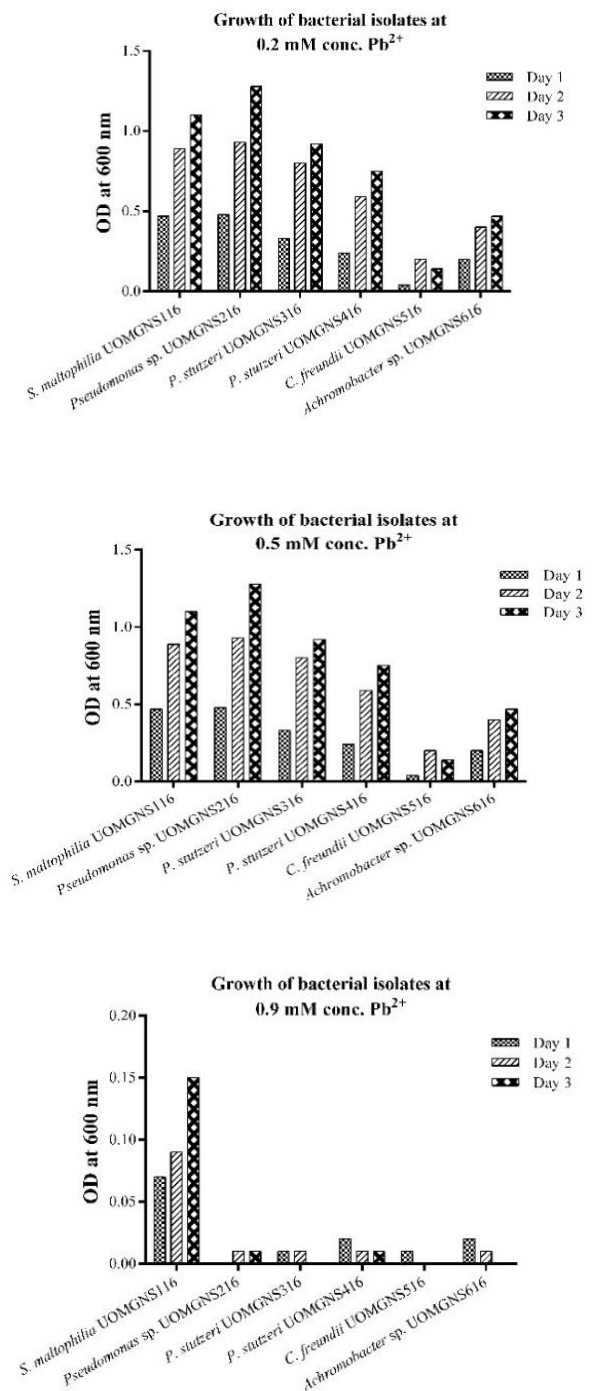 Growth of bacterial isolates at
0.2 mM conc. Pb²⁺
Day 1
Day 2
Day 3
OD at 600 nm
1.5
1.0
0.5
0.0
S. maltophilia UOMGNS116
Pseudomonas sp. UOMGNS216
P. stutzeri UOMGNS316
P. stutzeri UOMGNS416
C. freundii UOMGNS516
Achromobacter sp. UOMGNS616
Growth of bacterial isolates at
0.5 mM conc. Pb²⁺
Day 1
Day 2
Day 3
OD at 600 nm
1.5
1.0
0.5
0.0
S. maltophilia UOMGNS116
Pseudomonas sp. UOMGNS216
P. stutzeri UOMGNS316
P. stutzeri UOMGNS416
C. freundii UOMGNS516
Achromobacter sp. UOMGNS616
Growth of bacterial isolates at
0.9 mM conc. Pb²⁺
Day 1
Day 2
Day 3
OD at 600 nm
0.20
0.15
0.10
0.05
0.00
S. maltophilia UOMGNS116
Pseudomonas sp. UOMGNS216
P. stutzeri UOMGNS316
P. stutzeri UOMGNS416
C. freundii UOMGNS516
Achromobacter sp. UOMGNS616